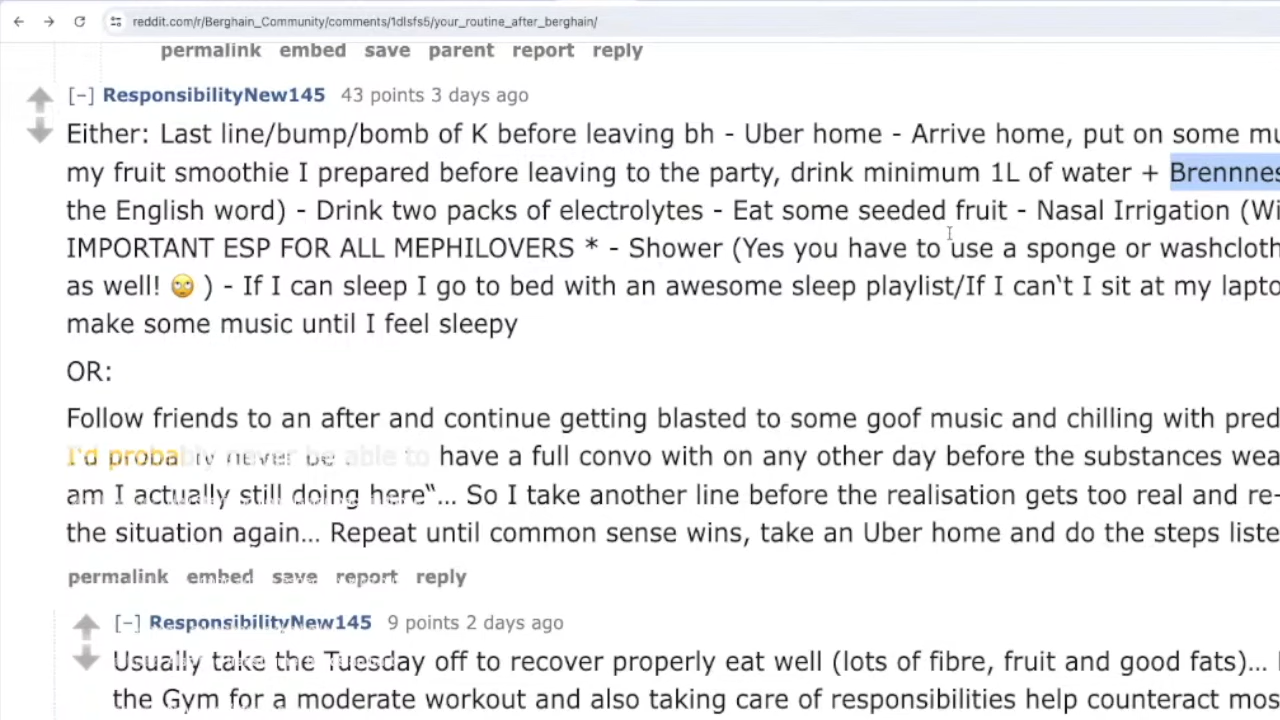 reddit.com/r/Berghain_Community/comments/1dlsfs5/your_routine_after_berghain/
permalink embed save parent report reply
[–] ResponsibilityNew145 43 points 3 days ago
Either: Last line/bump/bomb of K before leaving bh - Uber home - Arrive home, put on some mu
my fruit smoothie I prepared before leaving to the party, drink minimum 1L of water + Brennnes
the English word) - Drink two packs of electrolytes - Eat some seeded fruit - Nasal Irrigation (Wi
IMPORTANT ESP FOR ALL MEPHILOVERS * - Shower (Yes you have to use a sponge or washcloth
as well! 🙄 ) - If I can sleep I go to bed with an awesome sleep playlist/If I can‘t I sit at my lapto
make some music until I feel sleepy
OR:
Follow friends to an after and continue getting blasted to some goof music and chilling with pred
I'd probably never be able to have a full convo with on any other day before the substances wea
am I actually still doing here“... So I take another line before the realisation gets too real and re-
the situation again... Repeat until common sense wins, take an Uber home and do the steps liste
permalink embed save report reply
[–] ResponsibilityNew145 9 points 2 days ago
Usually take the Tuesday off to recover properly eat well (lots of fibre, fruit and good fats)...
the Gym for a moderate workout and also taking care of responsibilities help counteract mos